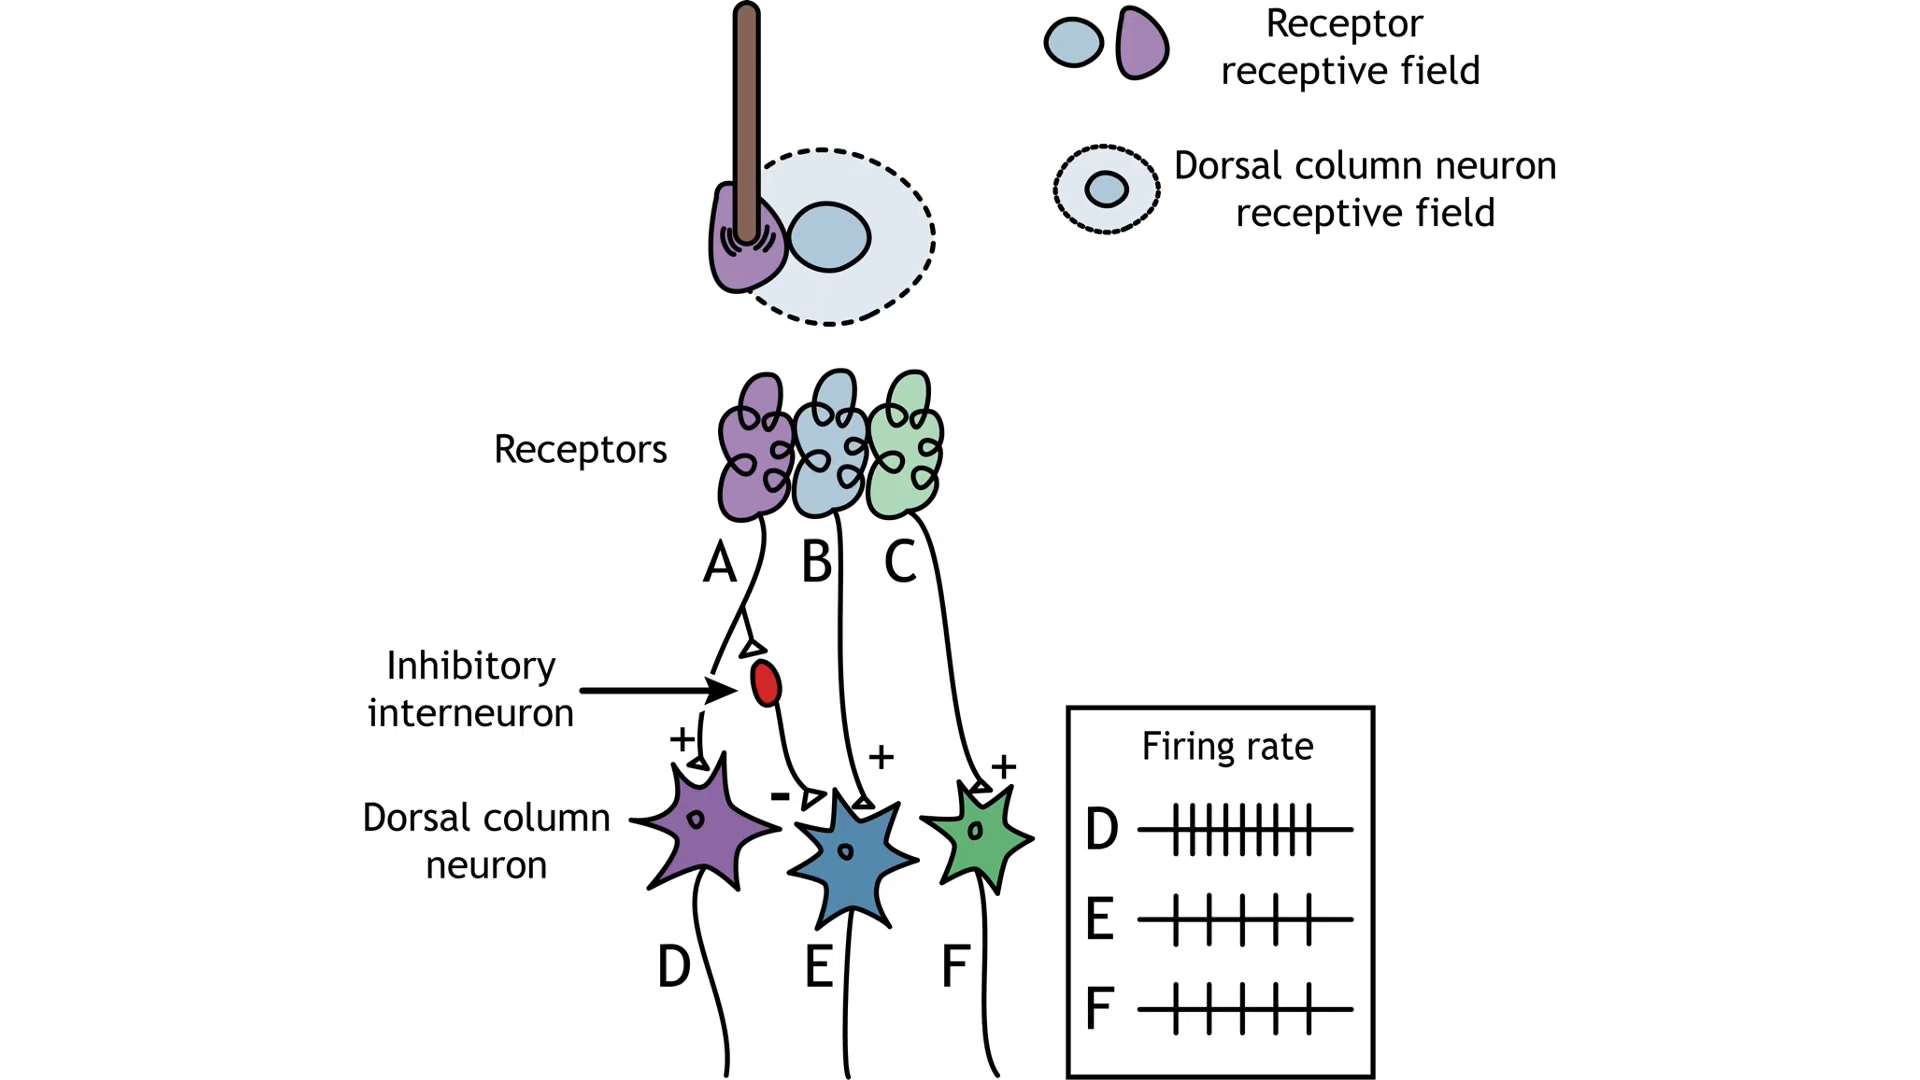 Receptor
receptive field
Dorsal column neuron
receptive field
Receptors
A
B
C
Inhibitory
interneuron
+
-
+
+
Dorsal column
neuron
D
E
F
Firing rate
D
E
F